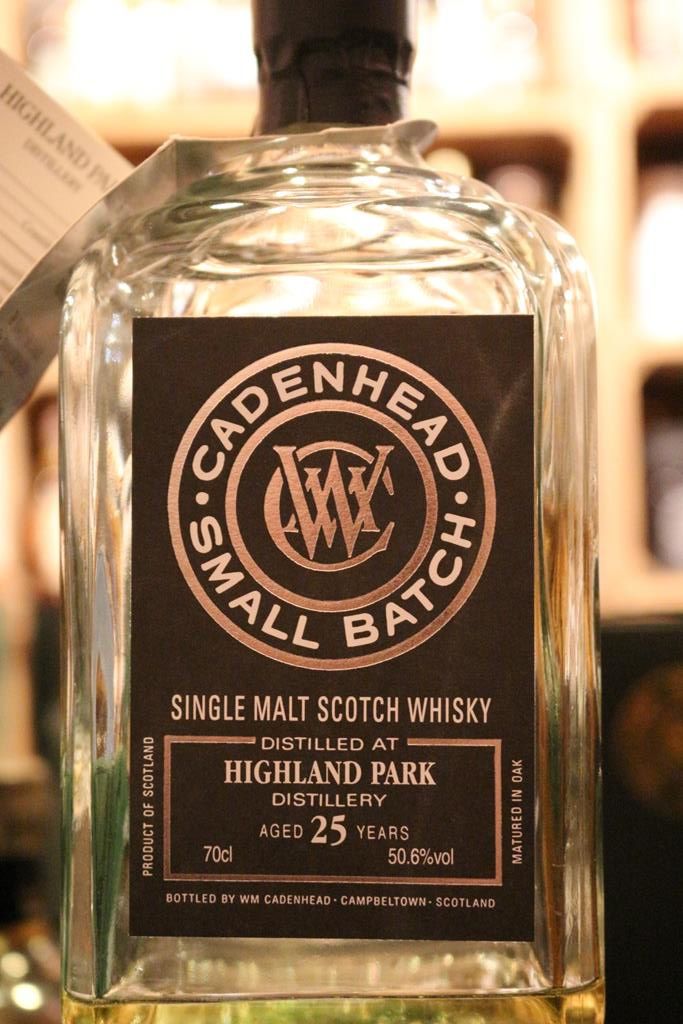 HIGHLAND
DISTILLERY
CADENHEAD
SMALL BATCH
SINGLE MALT SCOTCH WHISKY
DISTILLED AT
HIGHLAND PARK
DISTILLERY
AGED 25 YEARS
70cl 50.6%vol
PRODUCT OF SCOTLAND
MATURED IN OAK
BOTTLED BY WM CADENHEAD · CAMPBELTOWN · SCOTLAND